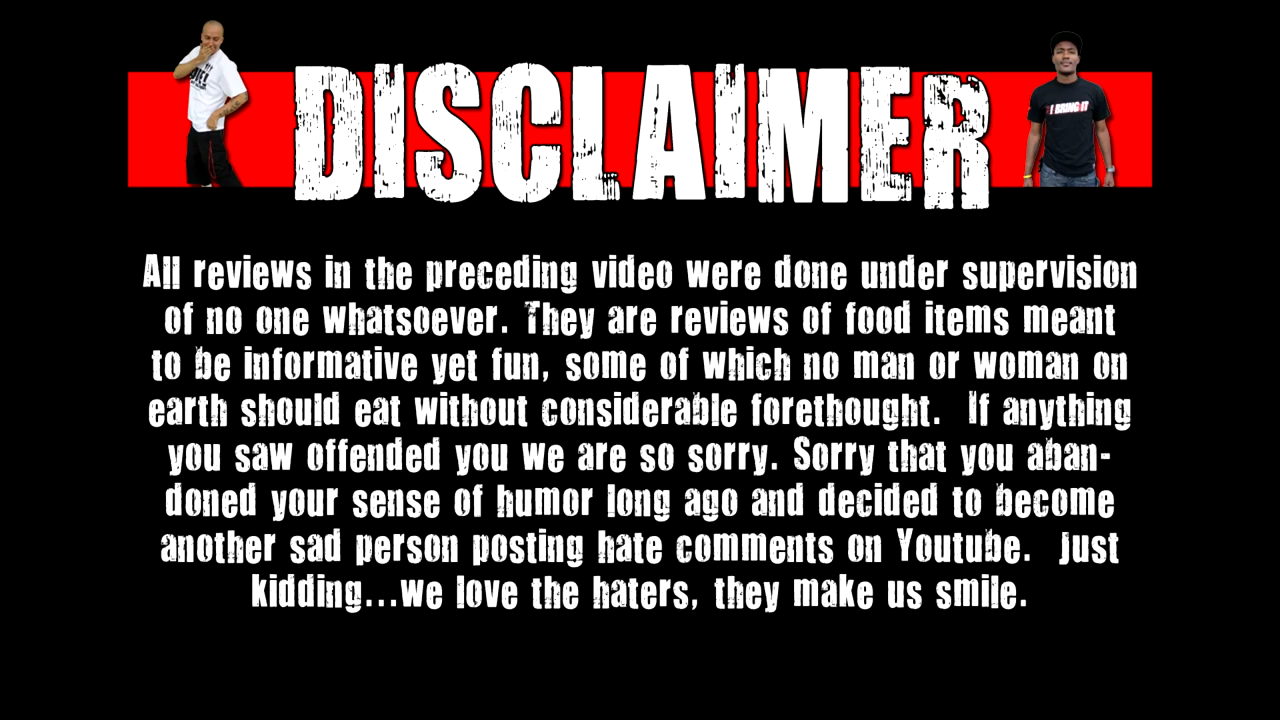 DISCLAIMER
I BRING IT
All reviews in the preceding video were done under supervision
of no one whatsoever. They are reviews of food items meant
to be informative yet fun, some of which no man or woman on
earth should eat without considerable forethought. If anything
you saw offended you we are so sorry. Sorry that you aban-
doned your sense of humor long ago and decided to become
another sad person posting hate comments on Youtube. Just
kidding...we love the haters, they make us smile.